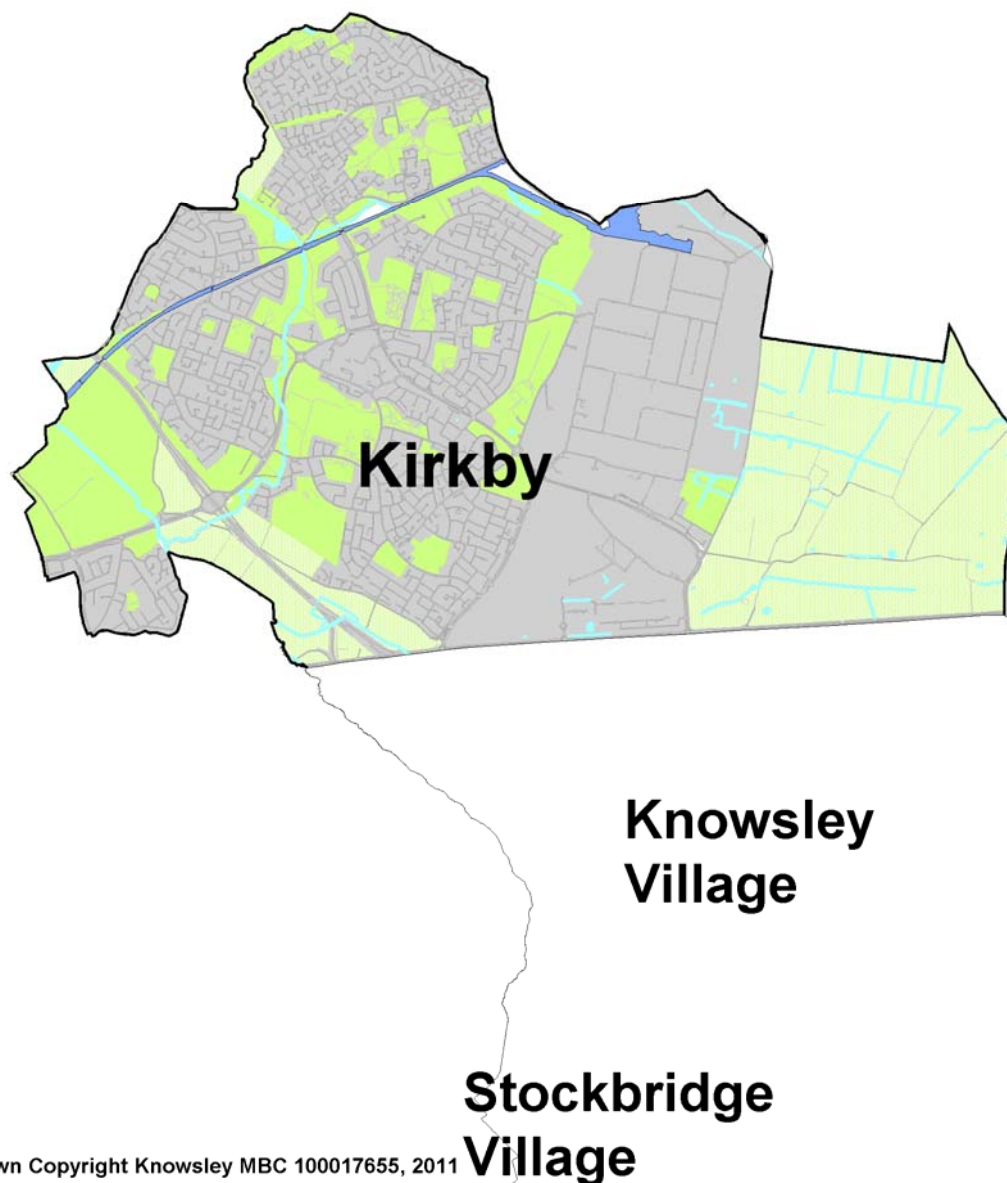 Kirkby
Knowsley
Village
Stockbridge
Village
wn Copyright Knowsley MBC 100017655, 2011